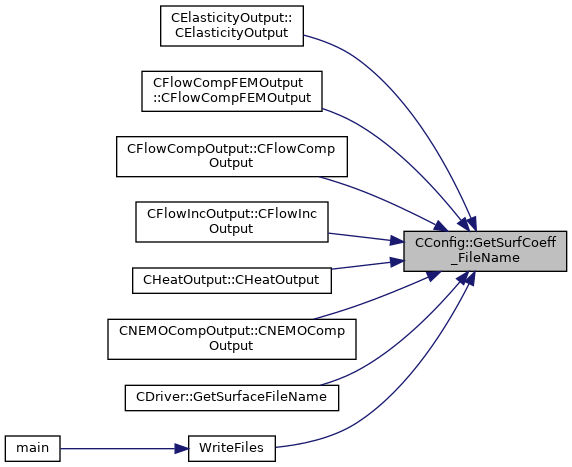 CElasticityOutput::
CElasticityOutput
CFlowCompFEMOutput
::CFlowCompFEMOutput
CFlowCompOutput::CFlowComp
Output
CFlowIncOutput::CFlowInc
Output
CConfig::GetSurfCoeff
_FileName
CHeatOutput::CHeatOutput
CNEMOCompOutput::CNEMOComp
Output
CDriver::GetSurfaceFileName
main
WriteFiles